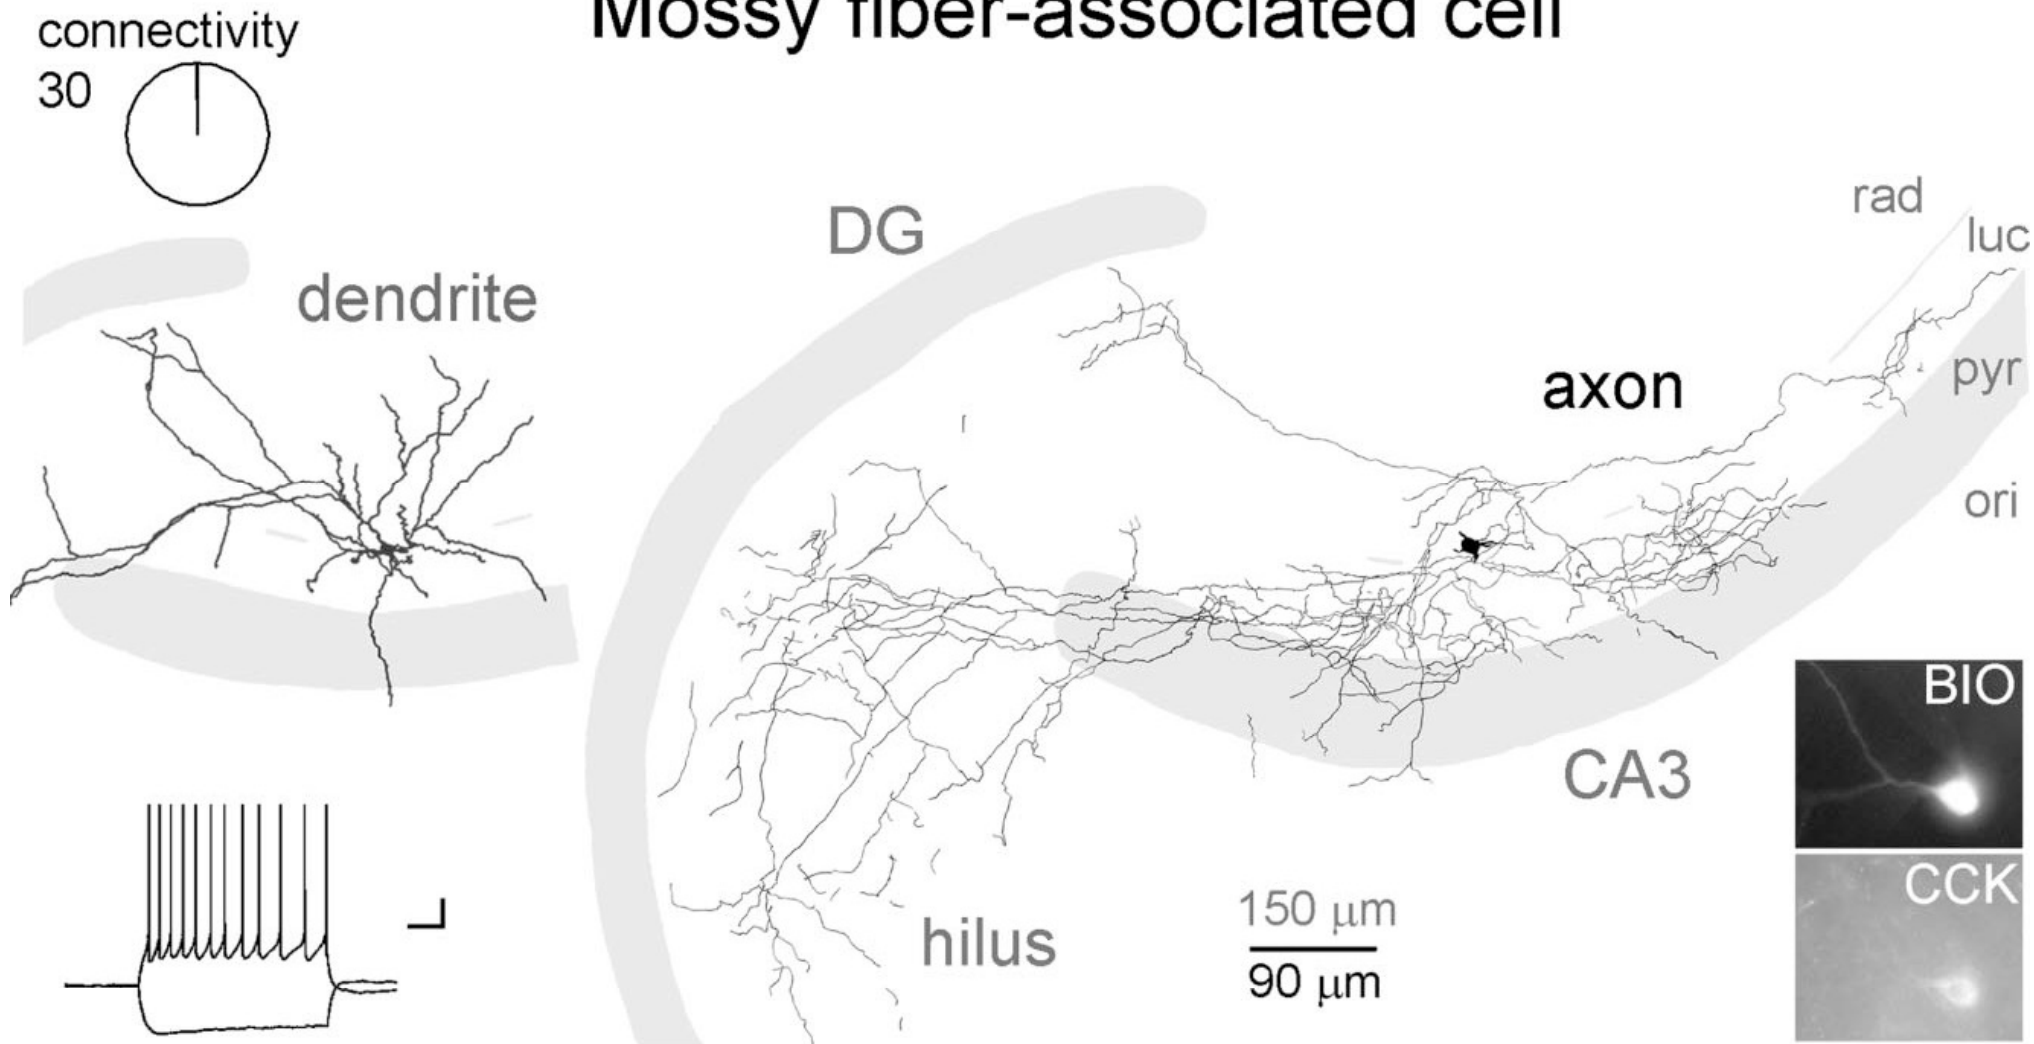 Mossy fiber-associated cell
connectivity
30
DG
rad
luc
dendrite
axon
pyr
ori
BIO
CA3
CCK
hilus
150 μm
90 μm